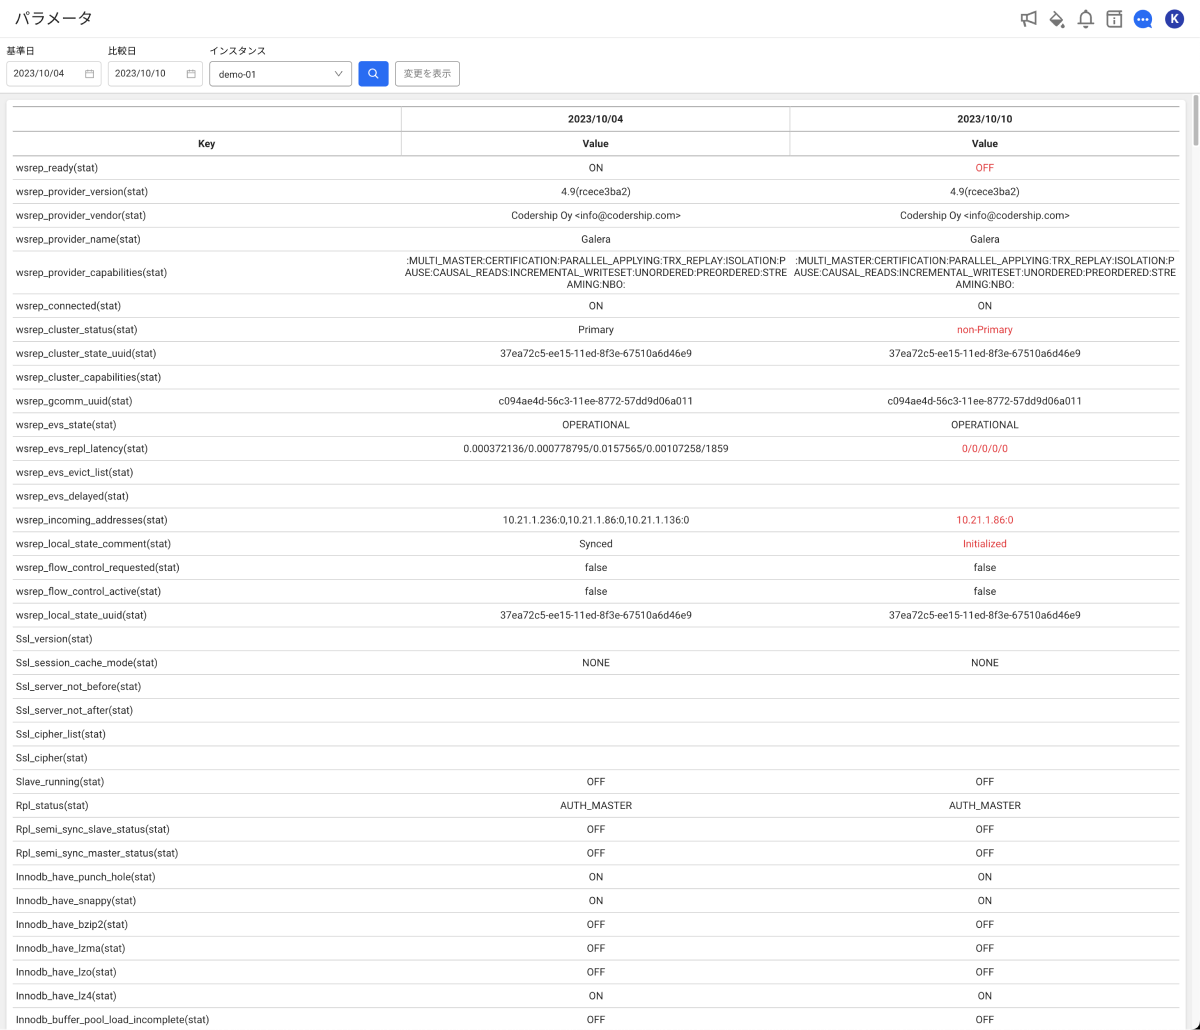 パラメータ
K
基準日 比較日 インスタンス
2023/10/04 2023/10/10 demo-01 変更を表示
2023/10/04 2023/10/10
Key Value Value
wsrep_ready(stat) ON OFF
wsrep_provider_version(stat) 4.9(rcece3ba2) 4.9(rcece3ba2)
wsrep_provider_vendor(stat) Codership Oy <info@codership.com> Codership Oy <info@codership.com>
wsrep_provider_name(stat) Galera Galera
:MULTI_MASTER:CERTIFICATION:PARALLEL_APPLYING:TRX_REPLAY:ISOLATION:P :MULTI_MASTER:CERTIFICATION:PARALLEL_APPLYING:TRX_REPLAY:ISOLATION:P
wsrep_provider_capabilities(stat) AUSE:CAUSAL_READS:INCREMENTAL_WRITESET:UNORDERED:PREORDERED:STRE AUSE:CAUSAL_READS:INCREMENTAL_WRITESET:UNORDERED:PREORDERED:STRE
AMING:NBO: AMING:NBO:
wsrep_connected(stat) ON ON
wsrep_cluster_status(stat) Primary non-Primary
wsrep_cluster_state_uuid(stat) 37ea72c5-ee15-11ed-8f3e-67510a6d46e9 37ea72c5-ee15-11ed-8f3e-67510a6d46e9
wsrep_cluster_capabilities(stat)
wsrep_gcomm_uuid(stat) c094ae4d-56c3-11ee-8772-57dd9d06a011 c094ae4d-56c3-11ee-8772-57dd9d06a011
wsrep_evs_state(stat) OPERATIONAL OPERATIONAL
wsrep_evs_repl_latency(stat) 0.000372136/0.000778795/0.0157565/0.00107258/1859 0/0/0/0/0
wsrep_evs_evict_list(stat)
wsrep_evs_delayed(stat)
wsrep_incoming_addresses(stat) 10.21.1.236:0,10.21.1.86:0,10.21.1.136:0 10.21.1.86:0
wsrep_local_state_comment(stat) Synced Initialized
wsrep_flow_control_requested(stat) false false
wsrep_flow_control_active(stat) false false
wsrep_local_state_uuid(stat) 37ea72c5-ee15-11ed-8f3e-67510a6d46e9 37ea72c5-ee15-11ed-8f3e-67510a6d46e9
Ssl_version(stat)
Ssl_session_cache_mode(stat) NONE NONE
Ssl_server_not_before(stat)
Ssl_server_not_after(stat)
Ssl_cipher_list(stat)
Ssl_cipher(stat)
Slave_running(stat) OFF OFF
Rpl_status(stat) AUTH_MASTER AUTH_MASTER
Rpl_semi_sync_slave_status(stat) OFF OFF
Rpl_semi_sync_master_status(stat) OFF OFF
Innodb_have_punch_hole(stat) ON ON
Innodb_have_snappy(stat) ON ON
Innodb_have_bzip2(stat) OFF OFF
Innodb_have_lzma(stat) OFF OFF
Innodb_have_lzo(stat) OFF OFF
Innodb_have_lz4(stat) ON ON
Innodb_buffer_pool_load_incomplete(stat) OFF OFF